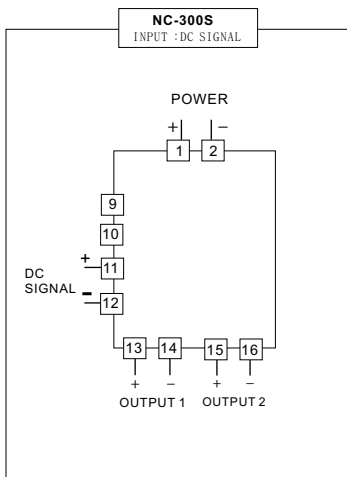 NC-300S
INPUT :DC SIGNAL
POWER
+ −
1 2
9
10
+
11
DC
SIGNAL
-
12
13 14 15 16
+ − + −
OUTPUT 1 OUTPUT 2